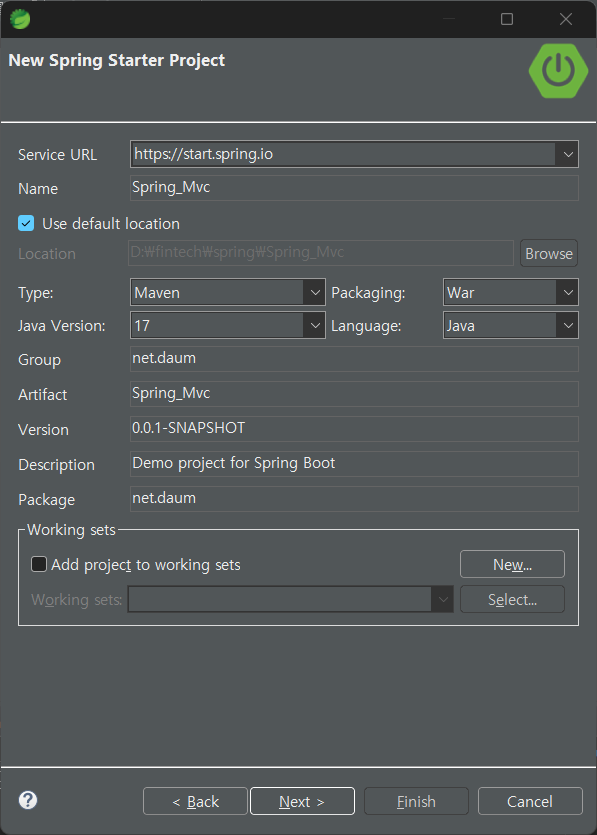 New Spring Starter Project
Service URL https://start.spring.io
Name Spring_Mvc
Use default location
Location D:₩fintech₩spring₩Spring_Mvc Browse
Type: Maven Packaging: War
Java Version: 17 Language: Java
Group net.daum
Artifact Spring_Mvc
Version 0.0.1-SNAPSHOT
Description Demo project for Spring Boot
Package net.daum
Working sets
Add project to working sets New...
Working sets: Select...
? < Back Next > Finish Cancel